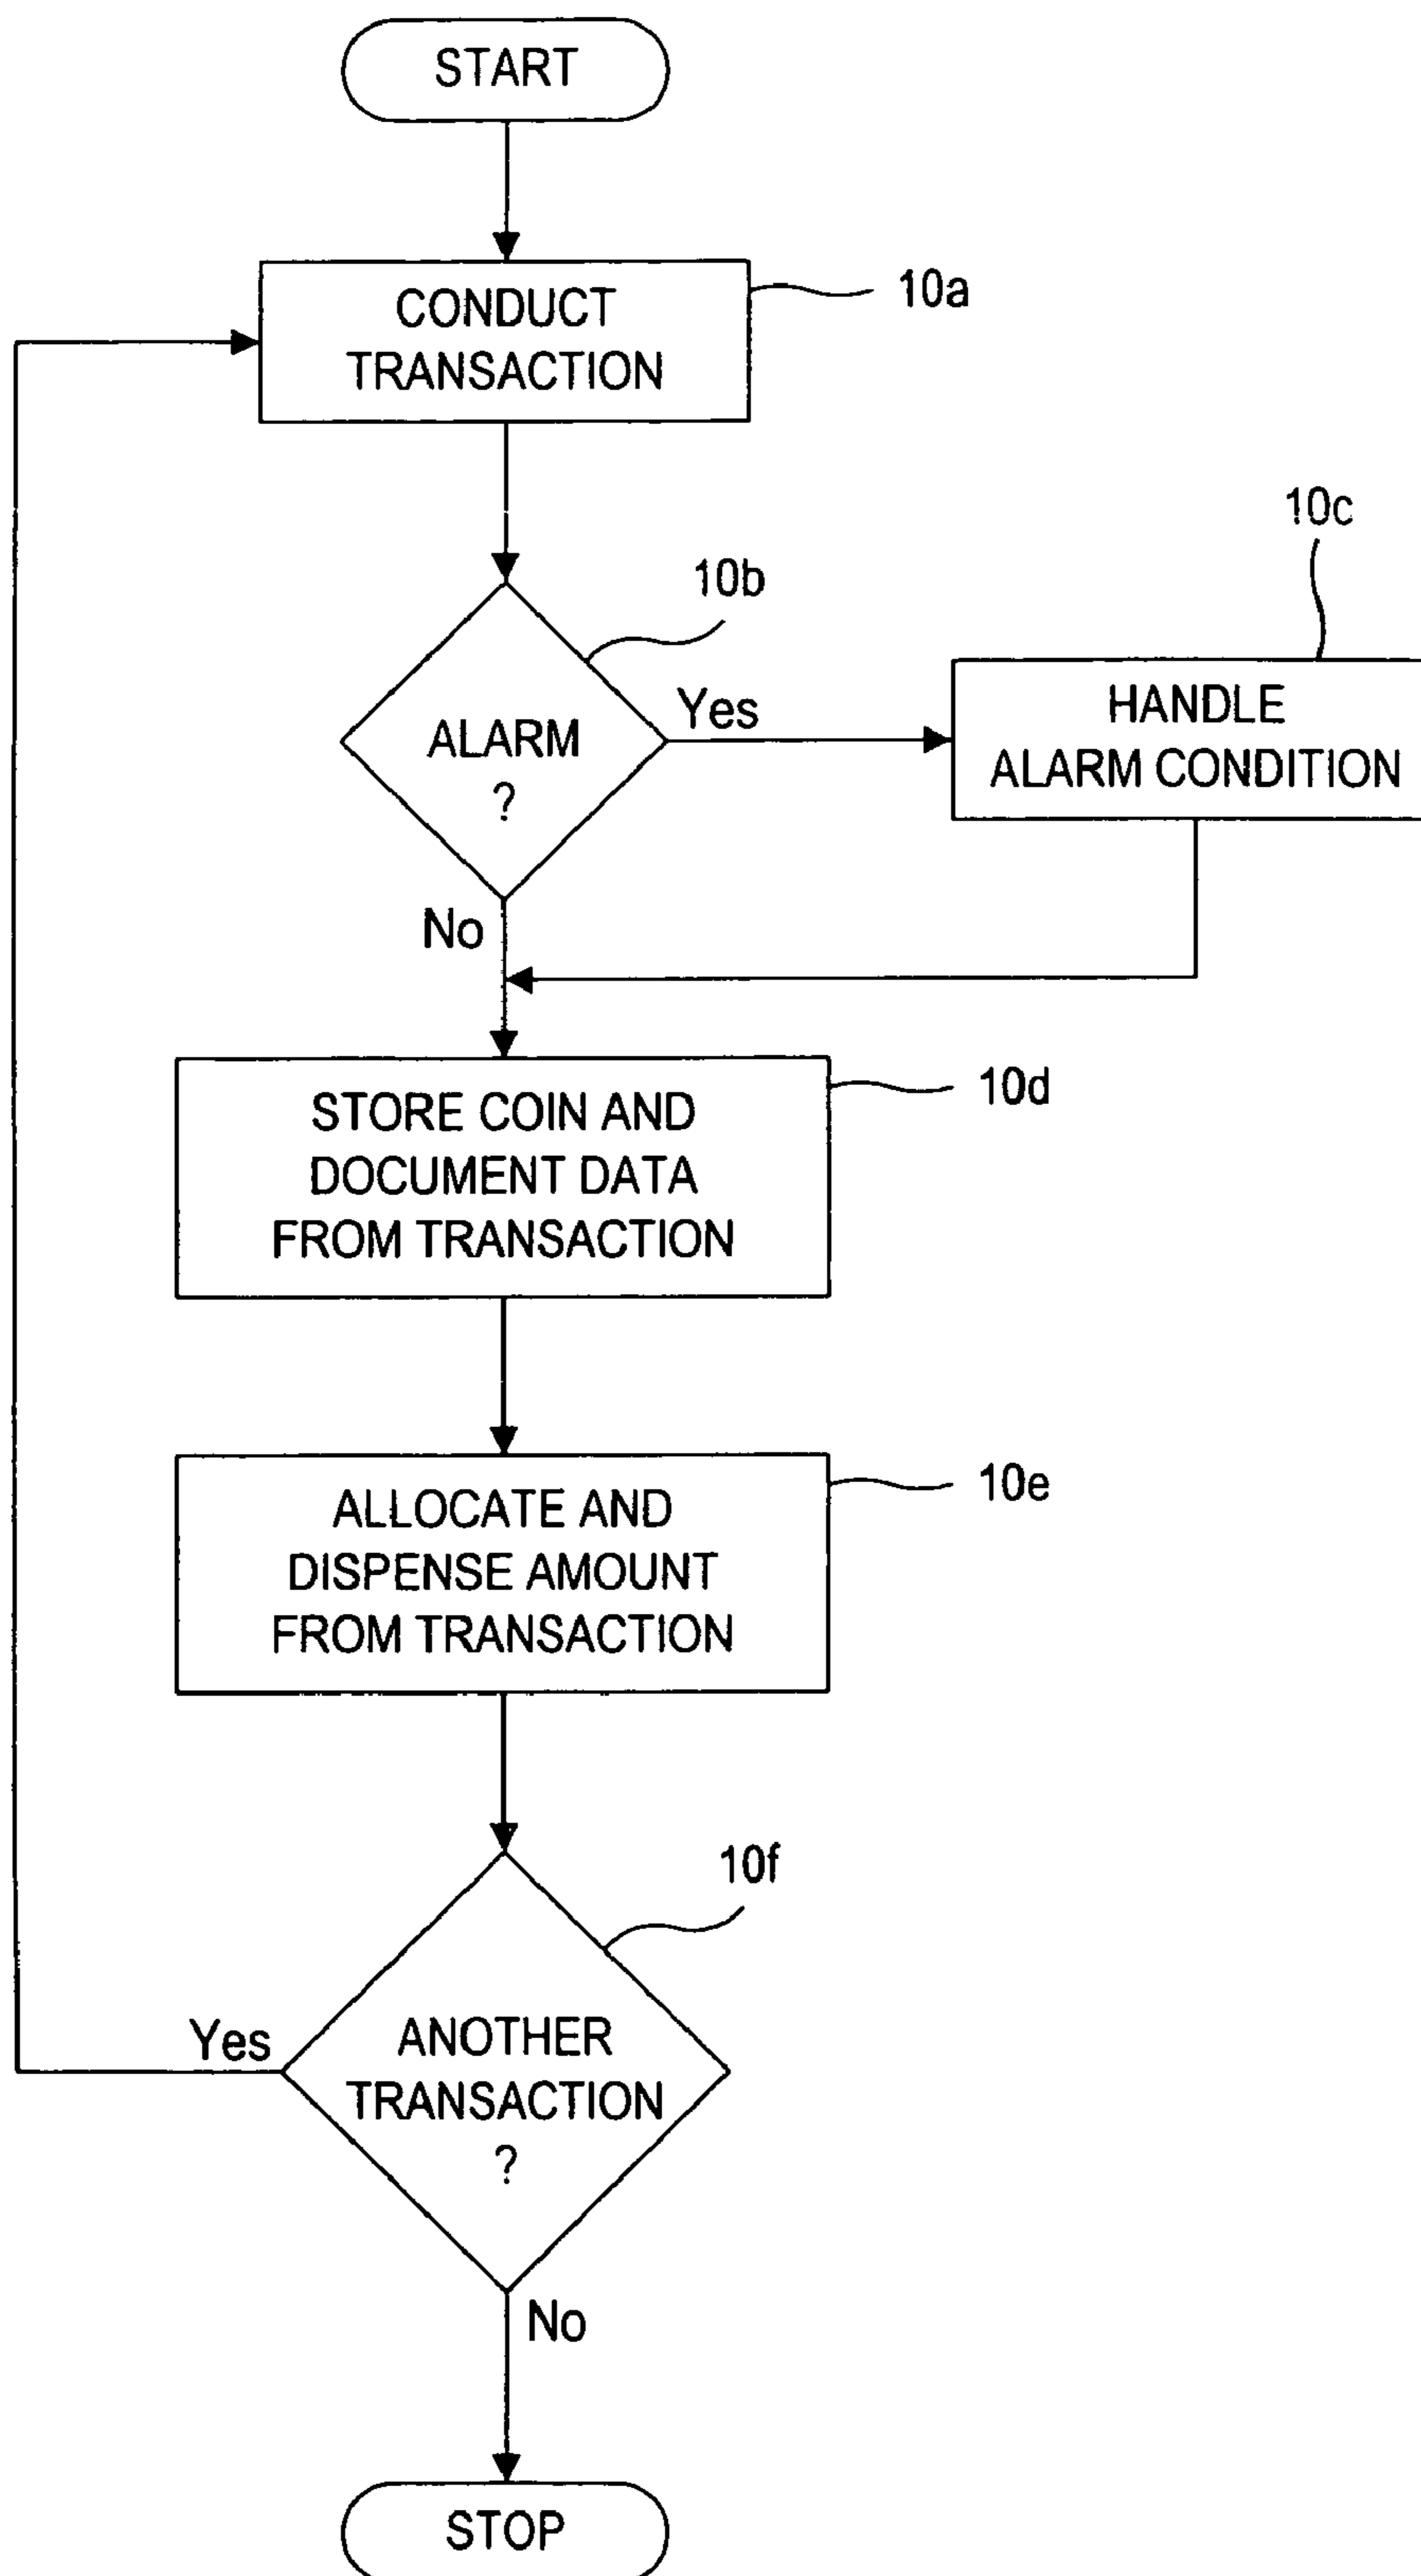 START
CONDUCT
TRANSACTION
10a
10b
10c
ALARM
?
Yes
HANDLE
ALARM CONDITION
No
STORE COIN AND
DOCUMENT DATA
FROM TRANSACTION
10d
ALLOCATE AND
DISPENSE AMOUNT
FROM TRANSACTION
10e
10f
Yes
ANOTHER
TRANSACTION
?
No
STOP